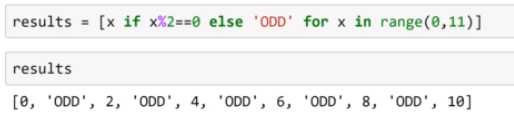 results = [x if x%2==0 else 'ODD' for x in range(0,11)]
results
[0, 'ODD', 2, 'ODD', 4, 'ODD', 6, 'ODD', 8, 'ODD', 10]